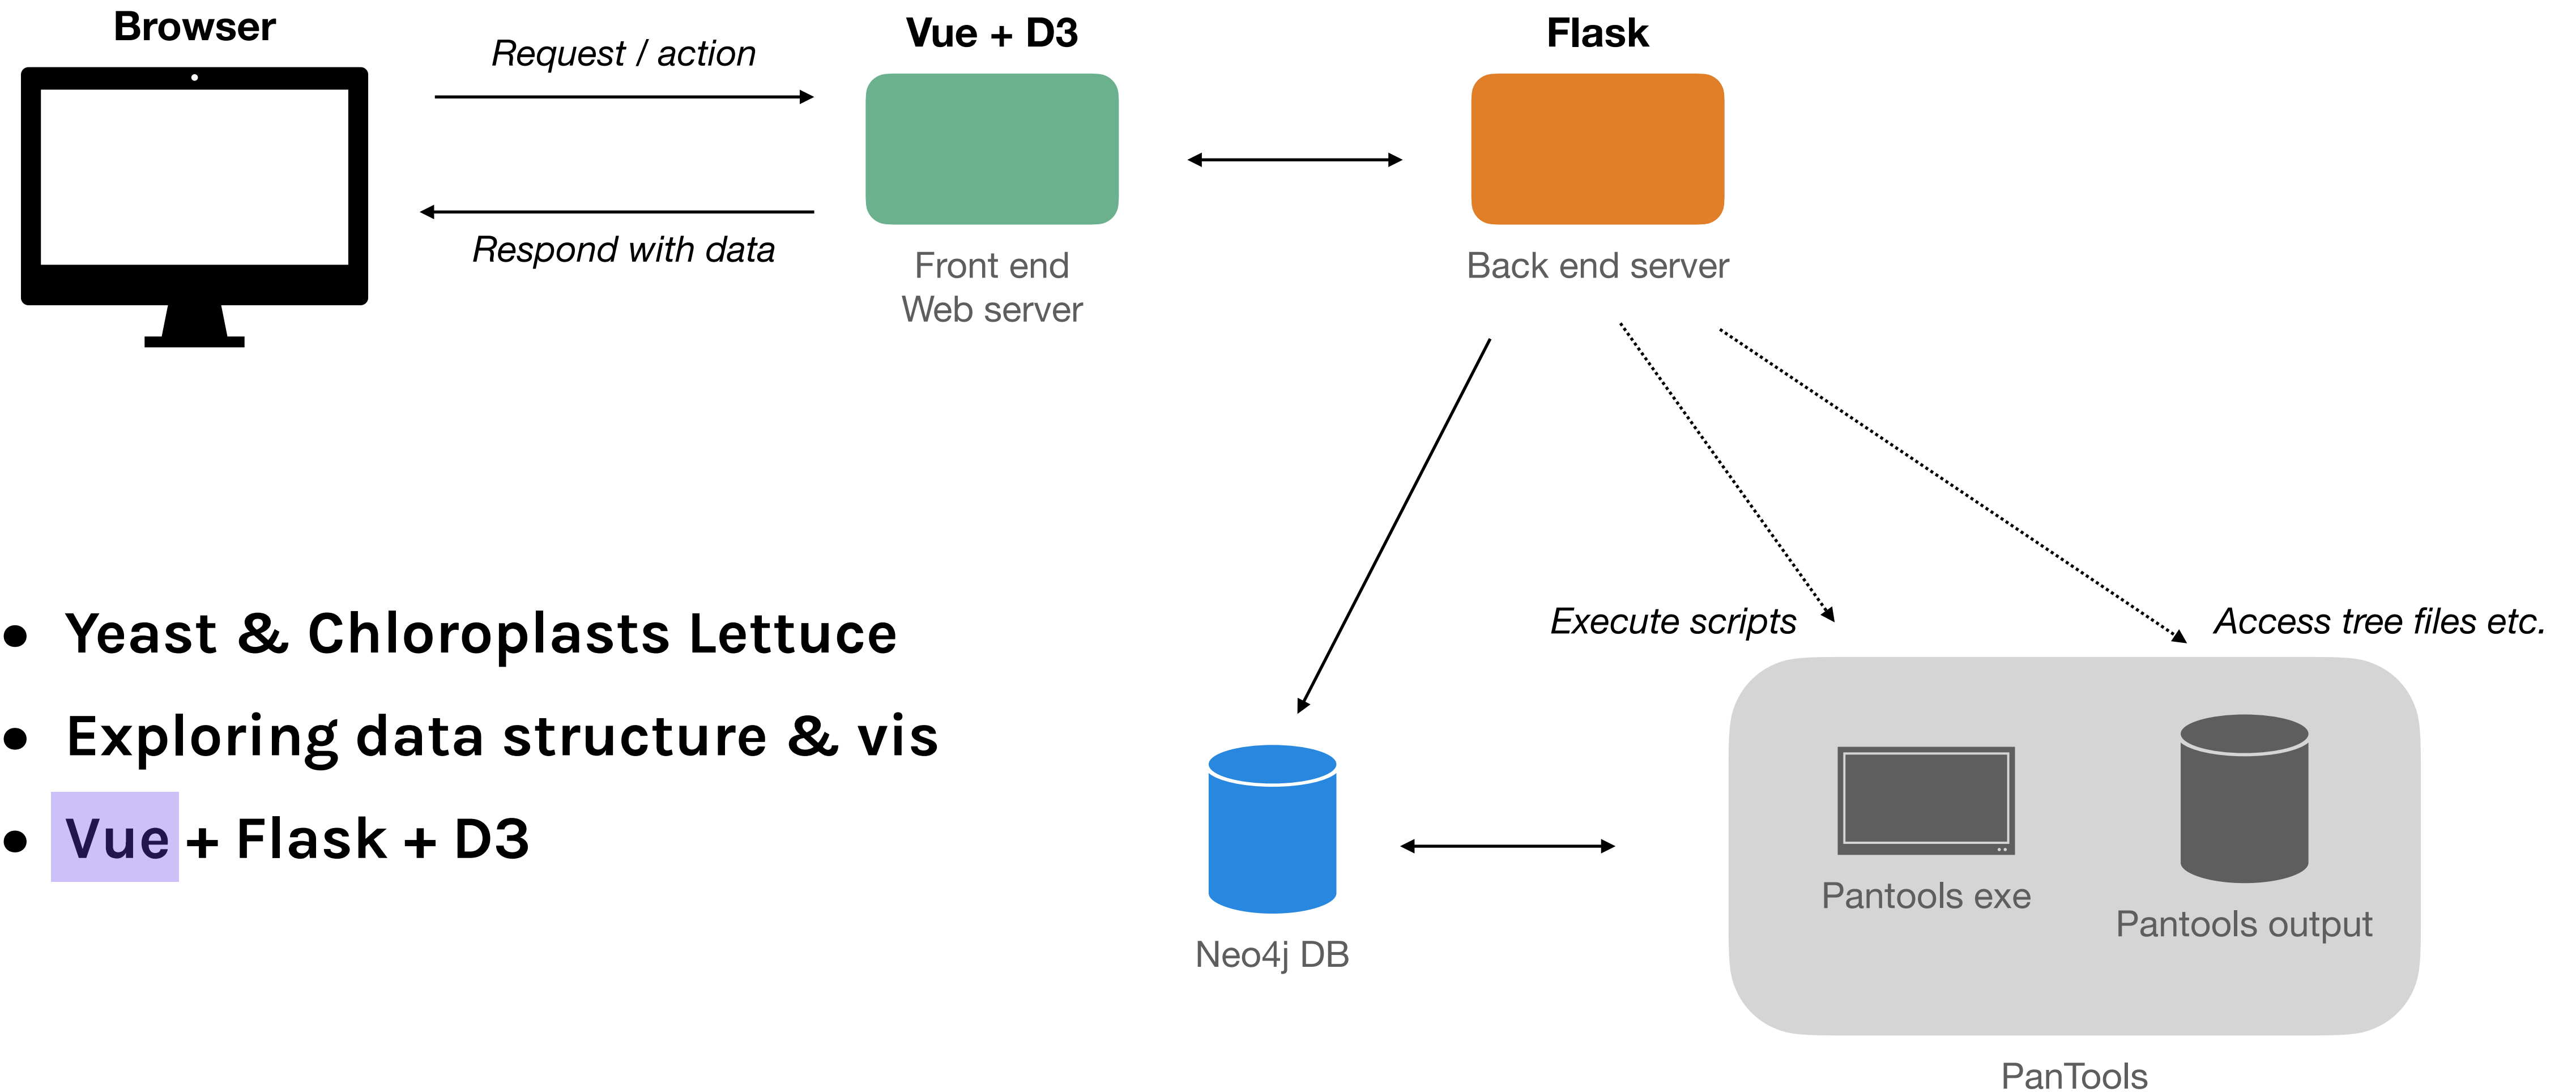 Browser
Request / action
Respond with data
Vue + D3
Front end
Web server
Flask
Back end server
Execute scripts
Access tree files etc.
• Yeast & Chloroplasts Lettuce
• Exploring data structure & vis
• Vue + Flask + D3
Neo4j DB
Pantools exe
Pantools output
PanTools